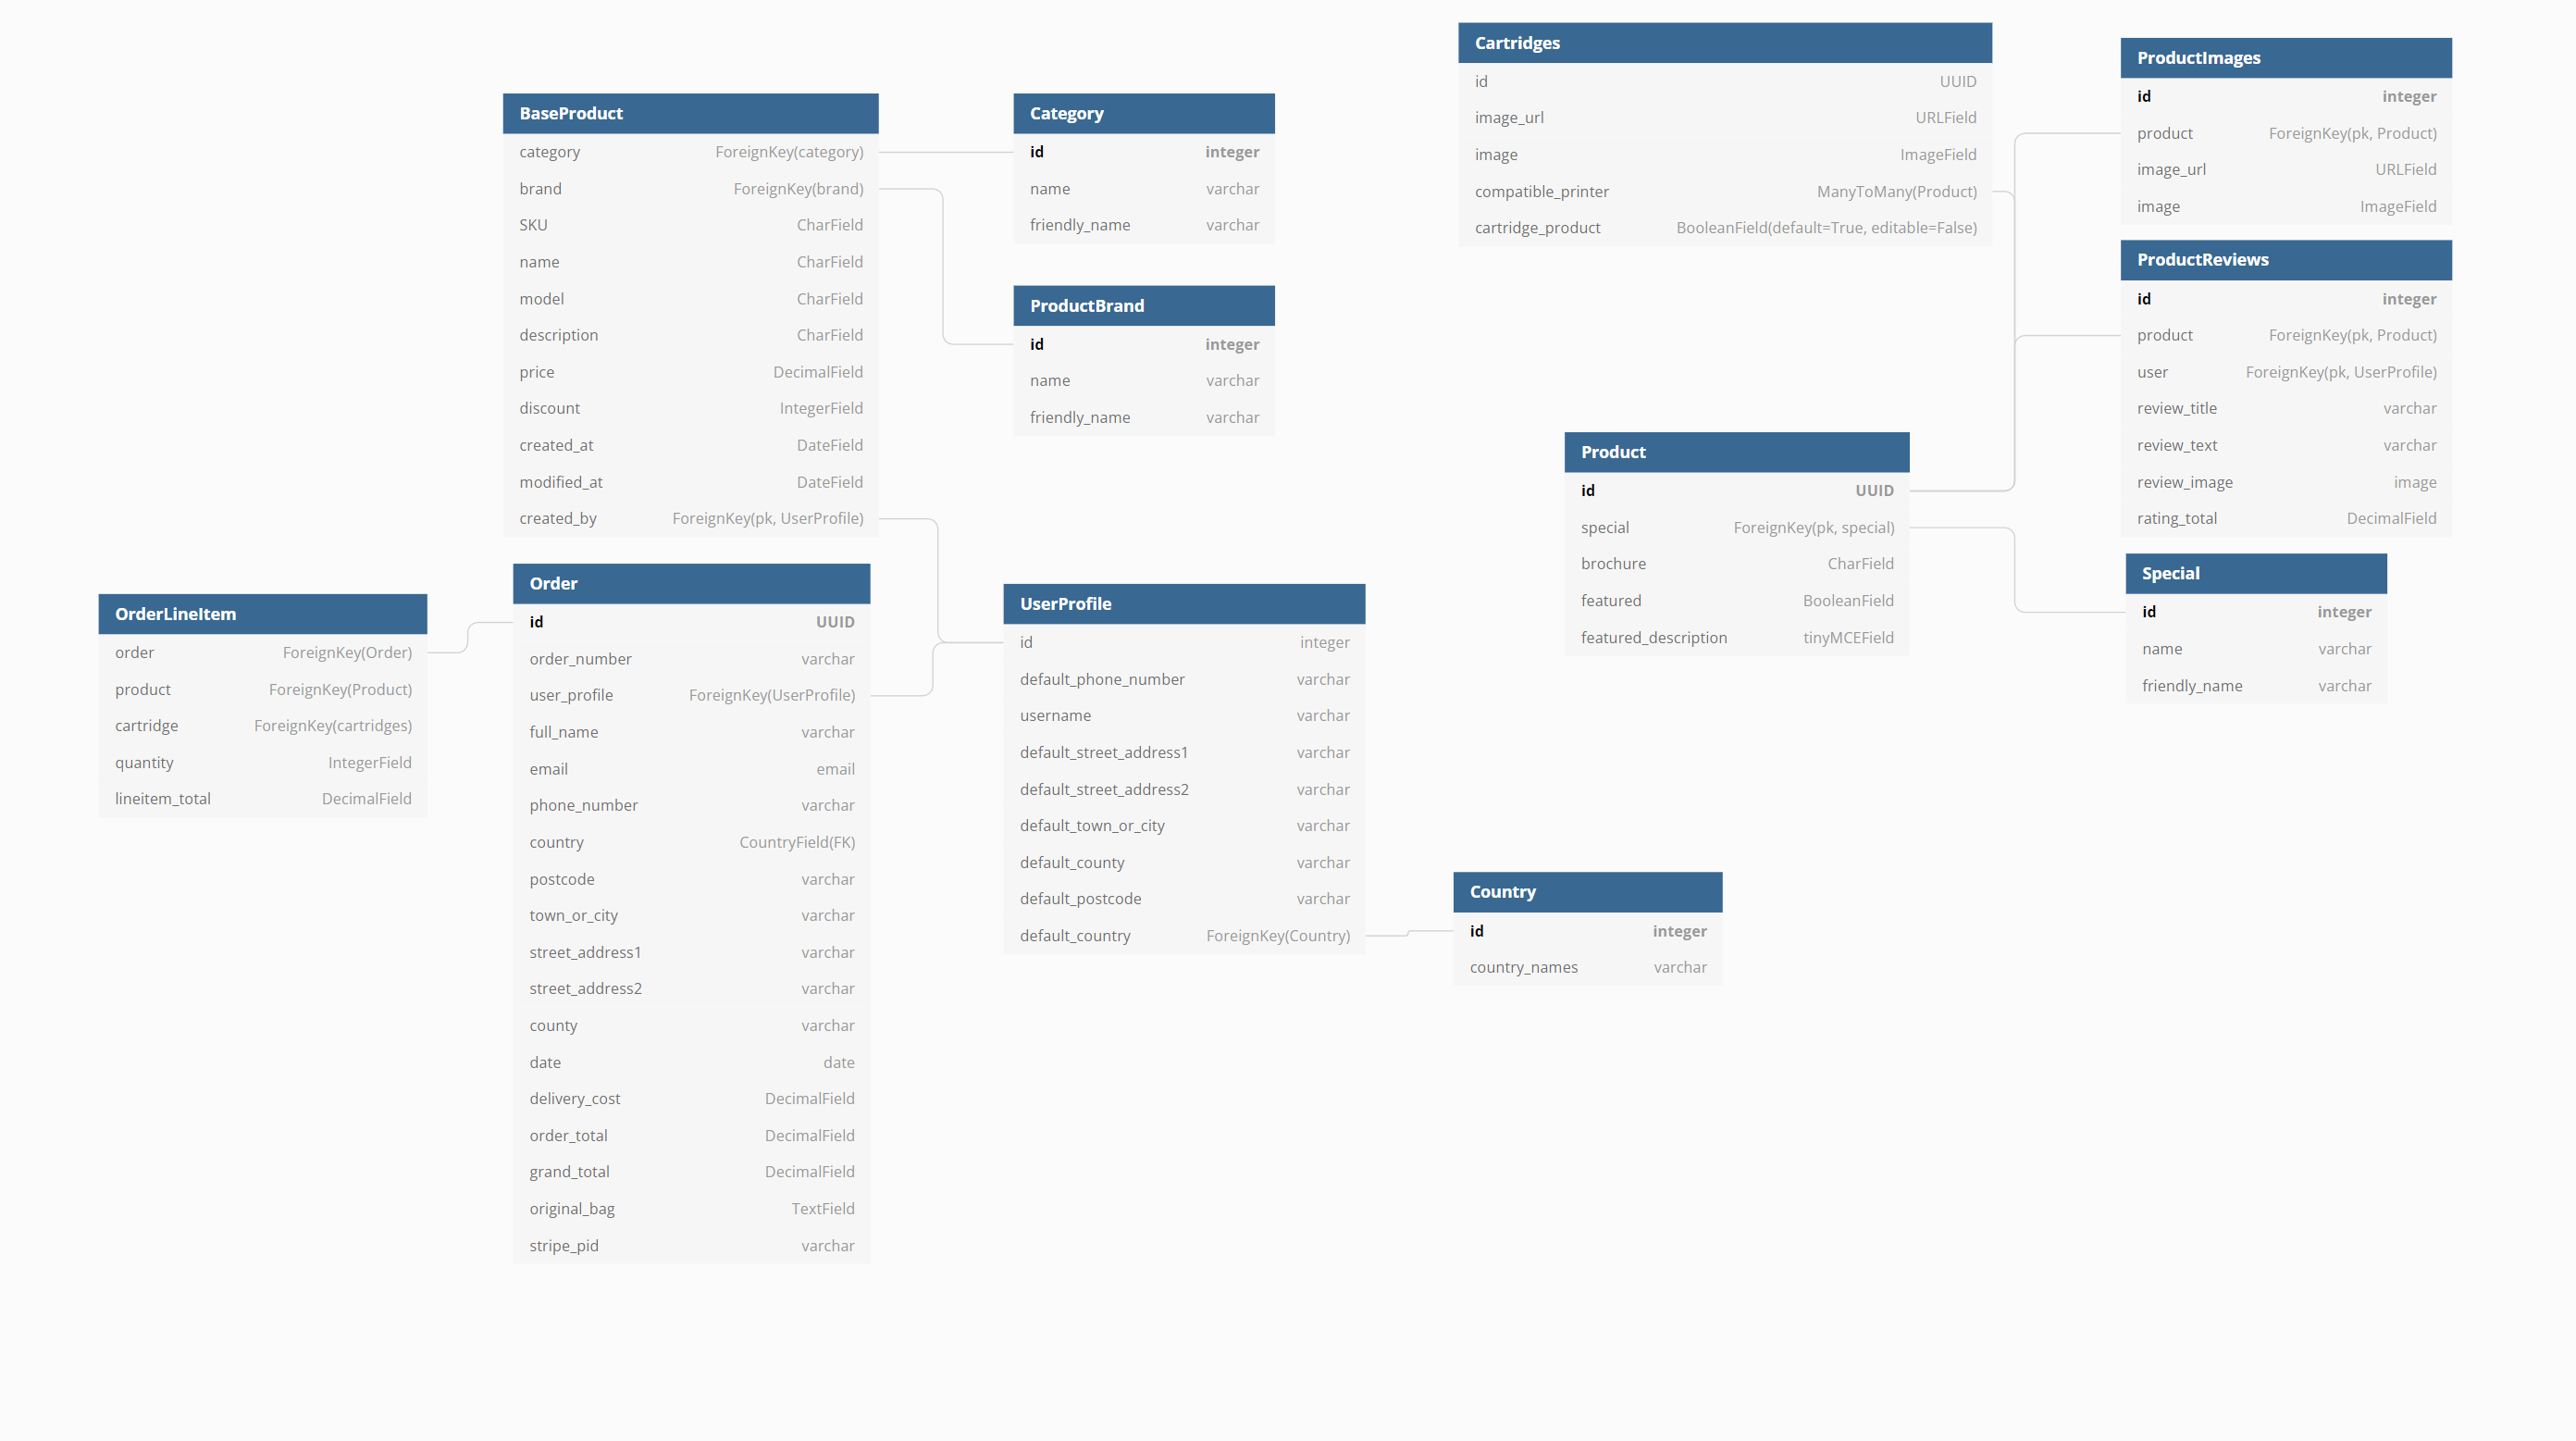 BaseProduct
category ForeignKey(category)
brand ForeignKey(brand)
SKU CharField
name CharField
model CharField
description CharField
price DecimalField
discount IntegerField
created_at DateField
modified_at DateField
created_by ForeignKey(pk, UserProfile)
Category
id integer
name varchar
friendly_name varchar
ProductBrand
id integer
name varchar
friendly_name varchar
Cartridges
id UUID
image_url URLField
image ImageField
compatible_printer ManyToMany(Product)
cartridge_product BooleanField(default=True, editable=False)
ProductImages
id integer
product ForeignKey(pk, Product)
image_url URLField
image ImageField
ProductReviews
id integer
product ForeignKey(pk, Product)
user ForeignKey(pk, UserProfile)
review_title varchar
review_text varchar
review_image image
rating_total DecimalField
Product
id UUID
special ForeignKey(pk, special)
brochure CharField
featured BooleanField
featured_description tinyMCEField
Special
id integer
name varchar
friendly_name varchar
OrderLineItem
order ForeignKey(Order)
product ForeignKey(Product)
cartridge ForeignKey(cartridges)
quantity IntegerField
lineitem_total DecimalField
Order
id UUID
order_number varchar
user_profile ForeignKey(UserProfile)
full_name varchar
email email
phone_number varchar
country CountryField(FK)
postcode varchar
town_or_city varchar
street_address1 varchar
street_address2 varchar
county varchar
date date
delivery_cost DecimalField
order_total DecimalField
grand_total DecimalField
original_bag TextField
stripe_pid varchar
UserProfile
id integer
default_phone_number varchar
username varchar
default_street_address1 varchar
default_street_address2 varchar
default_town_or_city varchar
default_county varchar
default_postcode varchar
default_country ForeignKey(Country)
Country
id integer
country_names varchar